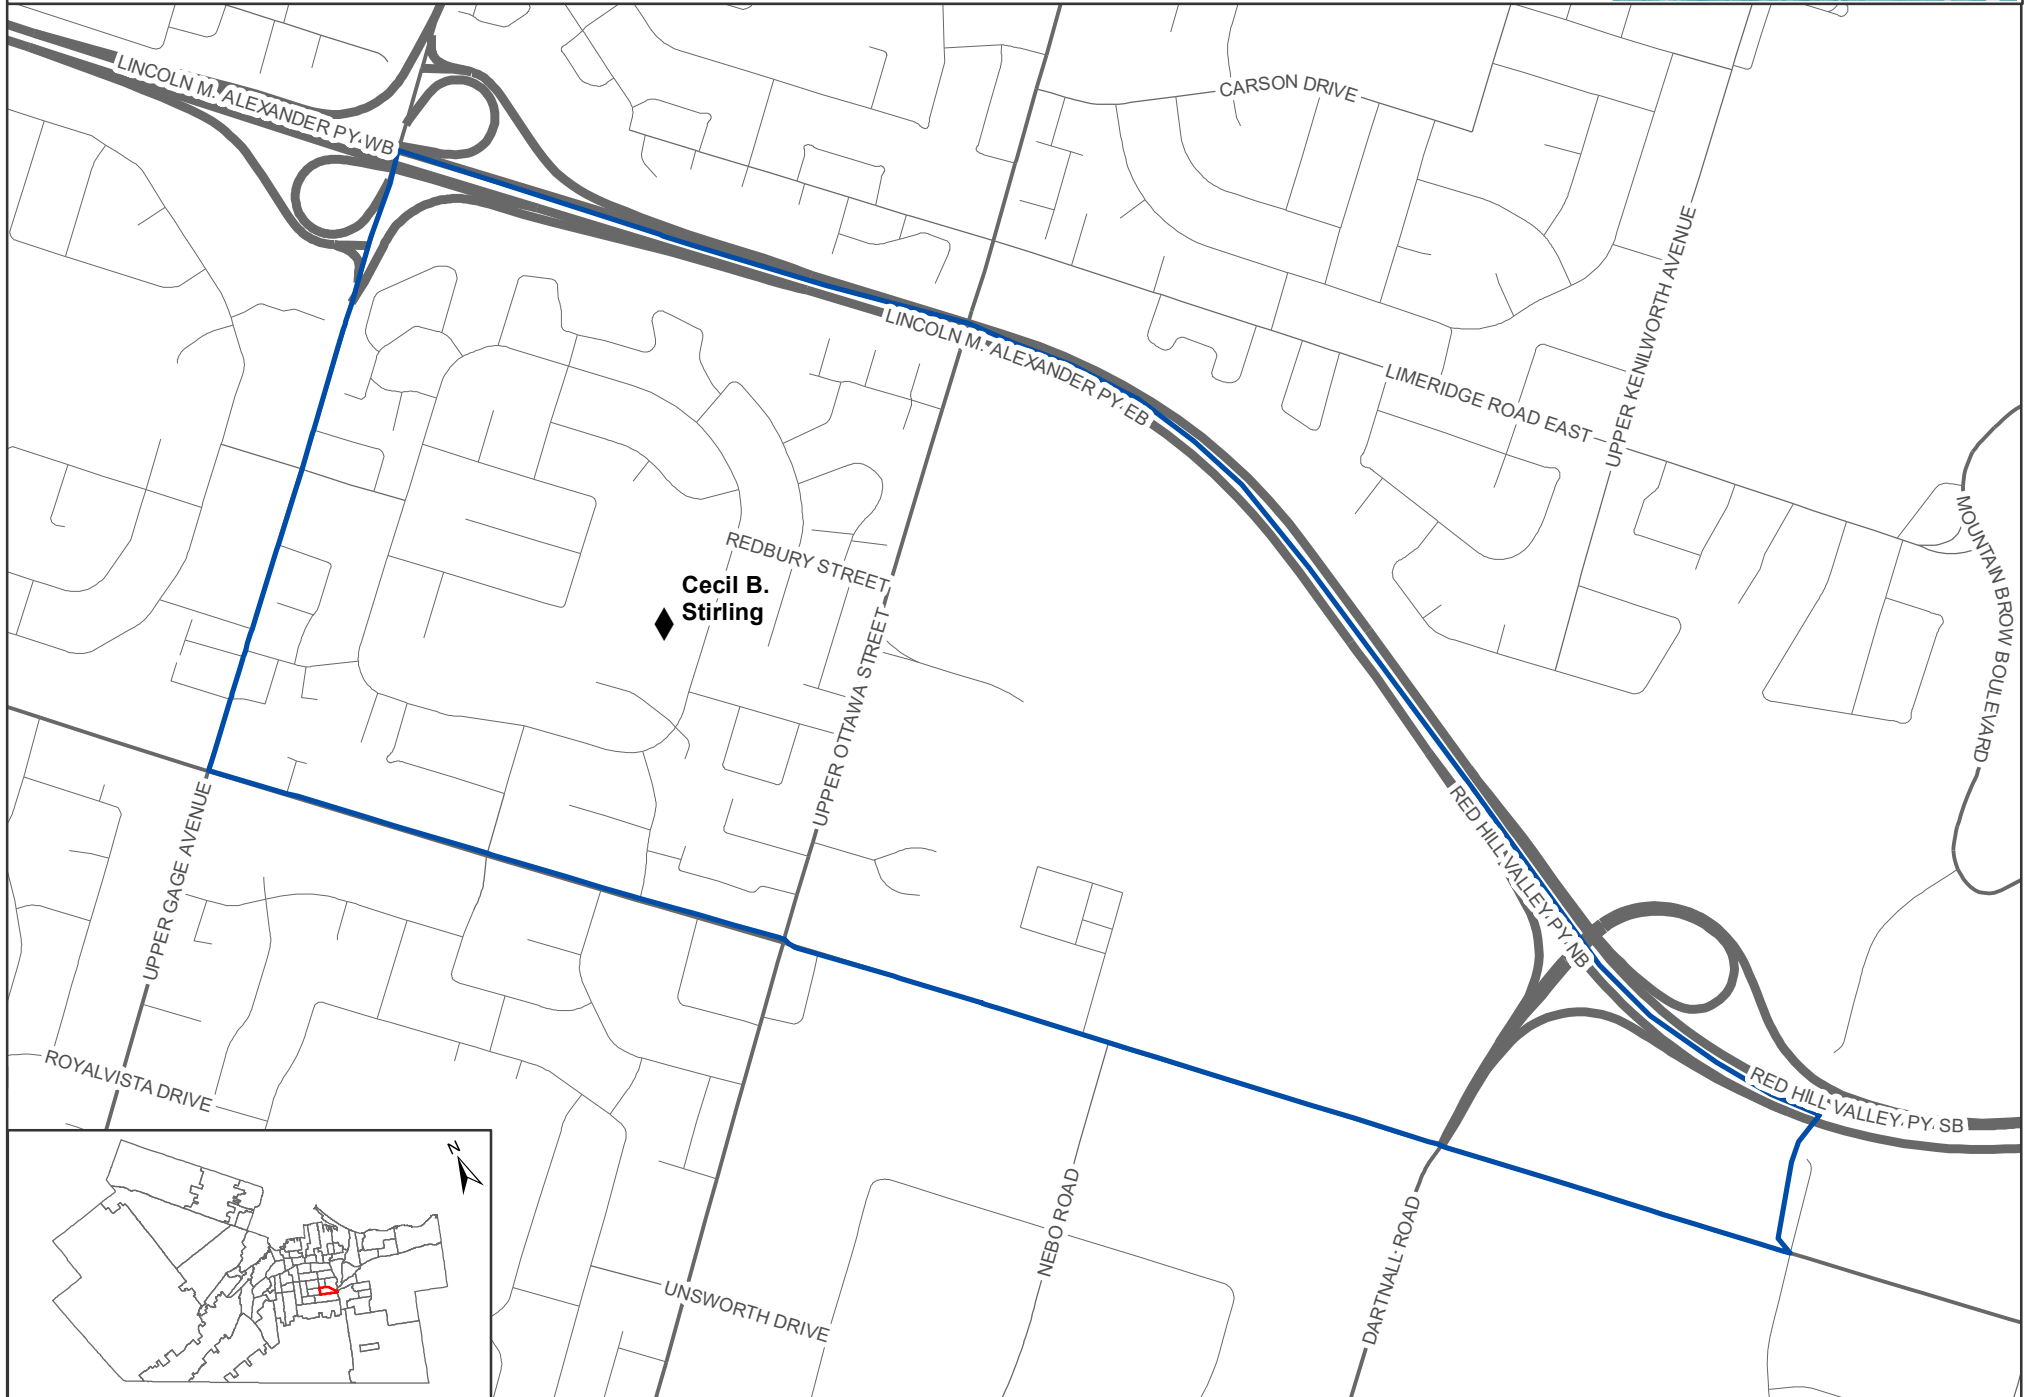 LINCOLN M. ALEXANDER PY WB
CARSON DRIVE
UPPER KENILWORTH AVENUE
LINCOLN M. ALEXANDER PY EB
LIMERIDGE ROAD EAST
MOUNTAIN BROW BOULEVARD
REDBURY STREET
Cecil B.
Stirling
UPPER OTTAWA STREET
UPPER GAGE AVENUE
RED HILL VALLEY PY NB
ROYALVISTA DRIVE
RED HILL VALLEY PY SB
N
NEBO ROAD
DARTNALL ROAD
UNSWORTH DRIVE